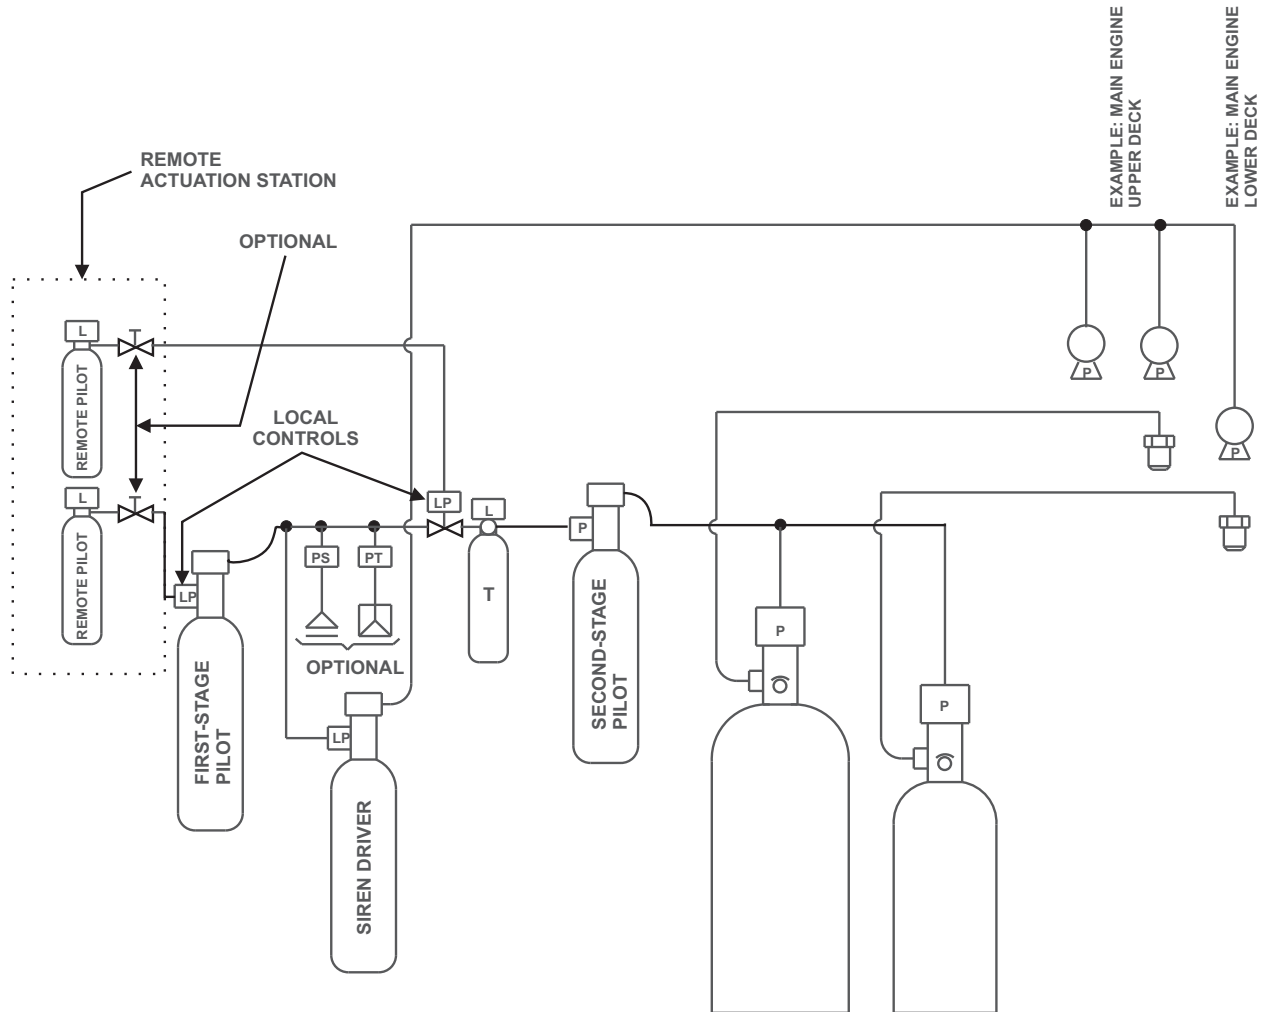 EXAMPLE: MAIN ENGINE
UPPER DECK
EXAMPLE: MAIN ENGINE
LOWER DECK
REMOTE
ACTUATION STATION
OPTIONAL
L
REMOTE PILOT
L
REMOTE PILOT
LOCAL
CONTROLS
P
P
P
LP
L
T
PS
PT
OPTIONAL
LP
FIRST-STAGE
PILOT
LP
SIREN DRIVER
P
SECOND-STAGE
PILOT
P
P